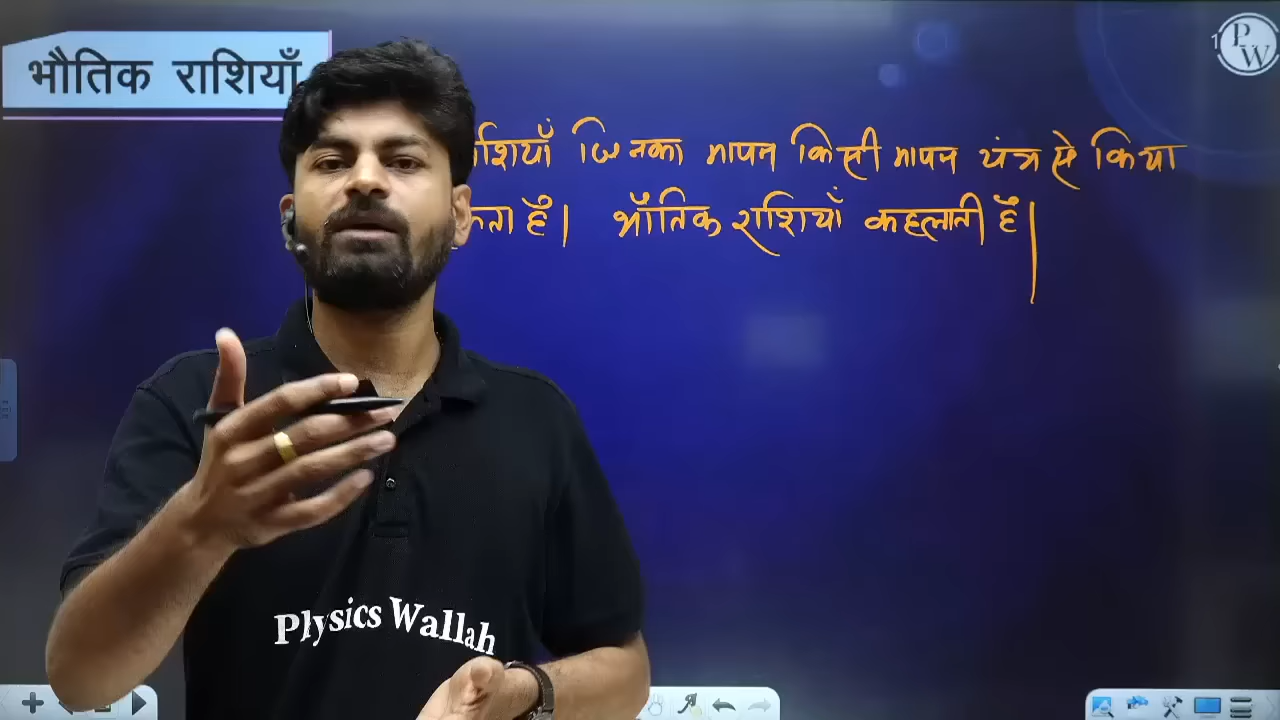 भौतिक राशियाँ
PW
राशियाँ जिनका मापन किसी मापन यंत्र से किया
है। भौतिक राशियाँ कहलाती हैं।
Physics Wallah